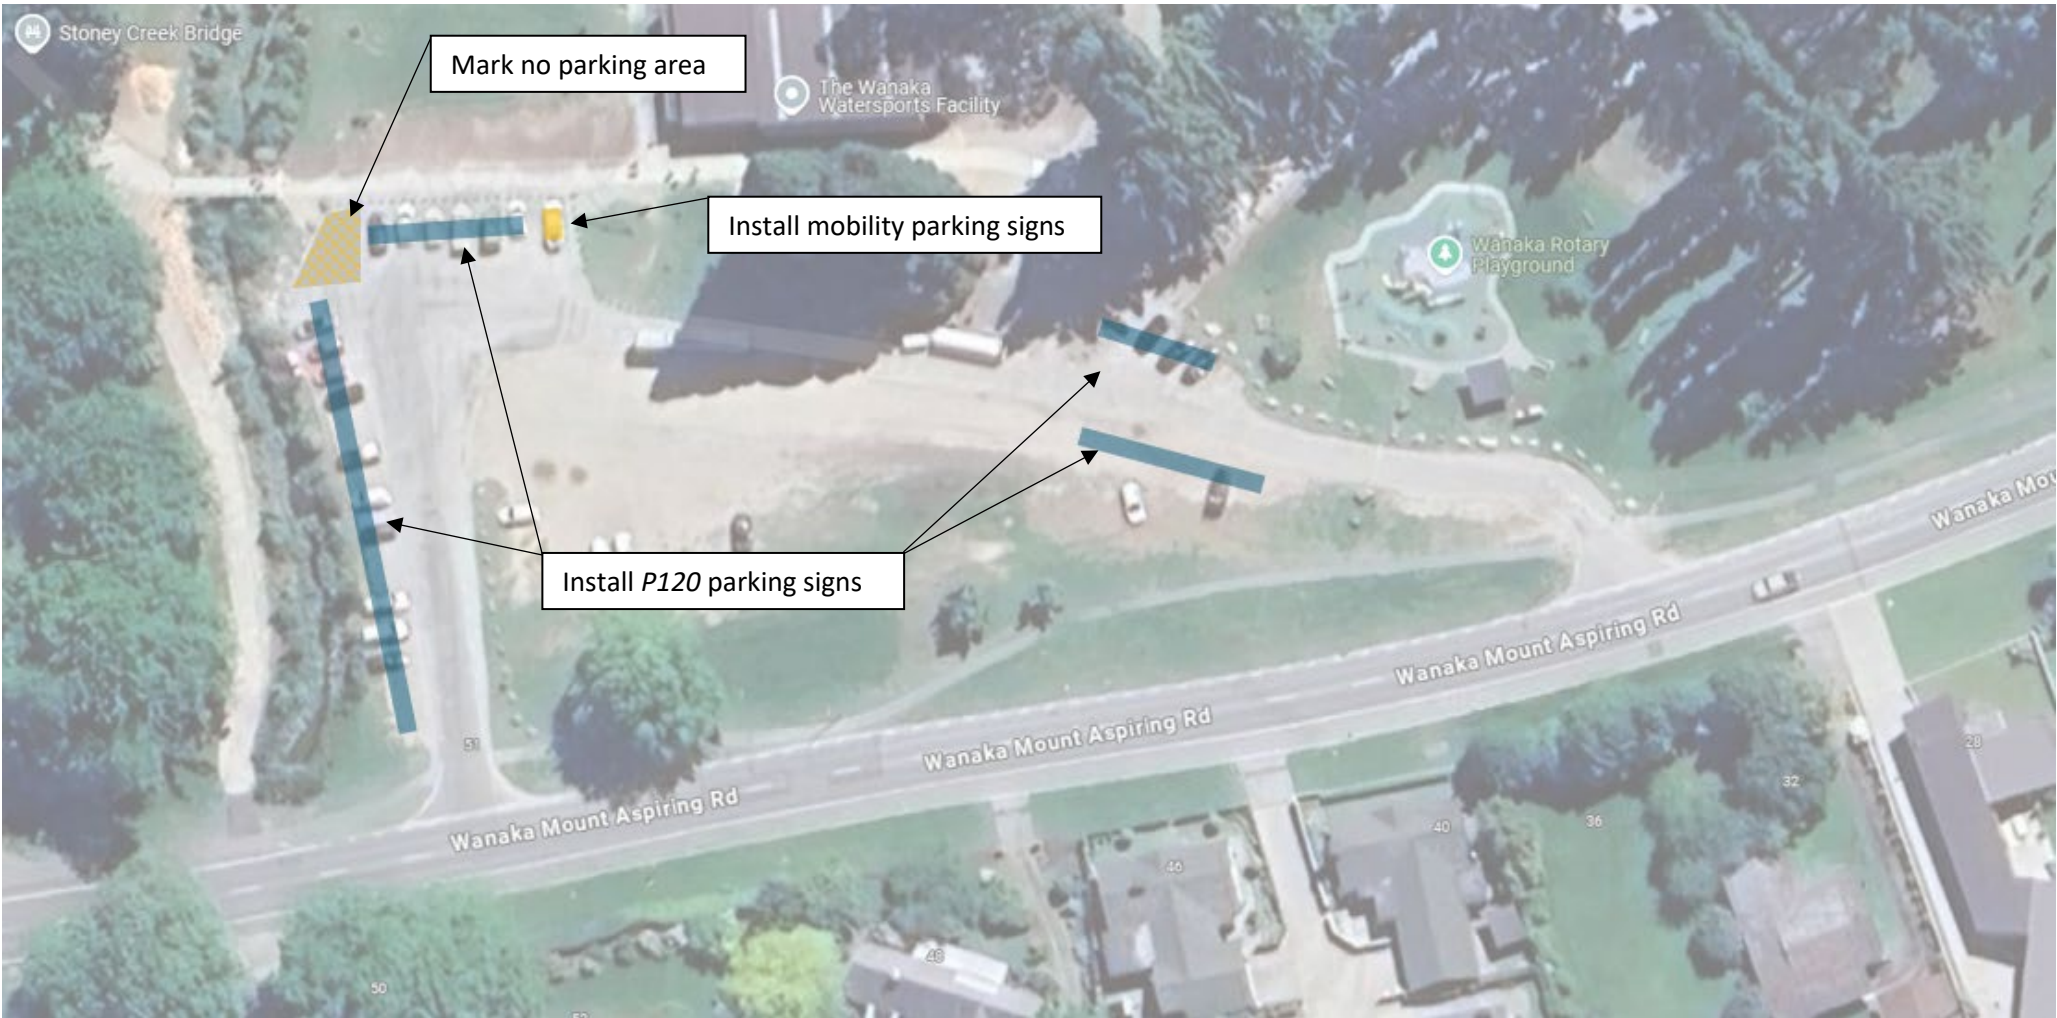 Stoney Creek Bridge
Mark no parking area
The Wanaka
Watersports Facility
Install mobility parking signs
Wānaka Rotary
Playground
Wanaka Mou
Install P120 parking signs
Wanaka Mount Aspiring Rd
Wanaka Mount Aspiring Rd
Wanaka Mount Aspiring Rd
51
28
32
36
40
46
48
50